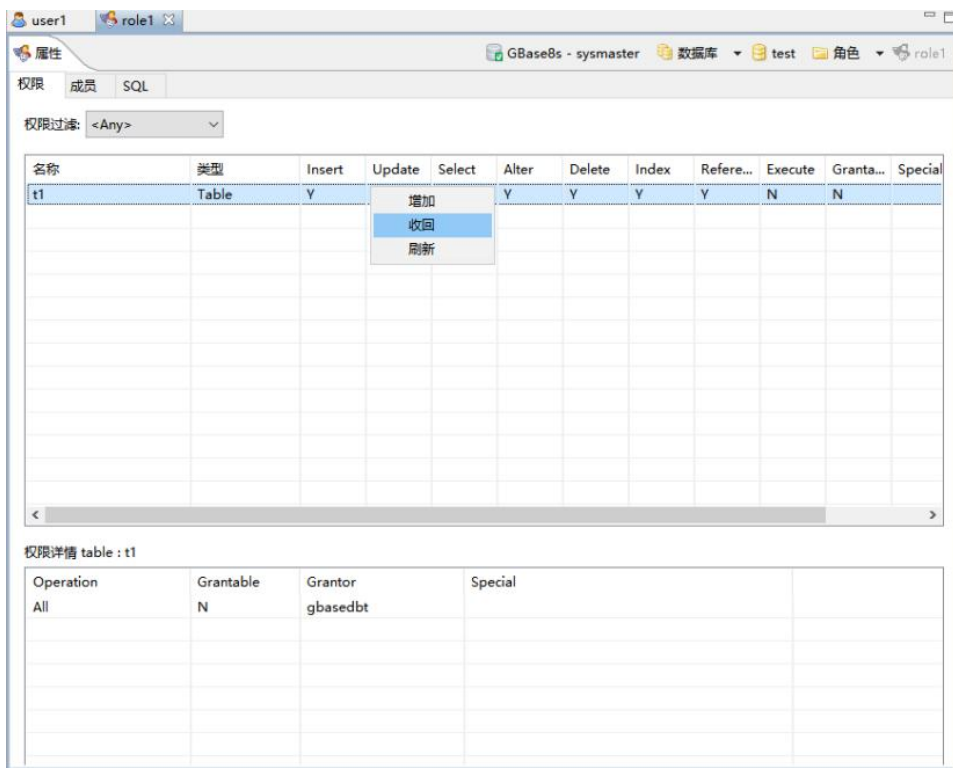 user1 role1
属性 GBase8s - sysmaster 数据库 test 角色 role1
权限 成员 SQL
权限过滤: <Any>
名称 类型 Insert Update Select Alter Delete Index Refere... Execute Granta... Special
t1 Table Y Y Y Y Y N N
增加
收回
刷新
权限详情 table : t1
Operation Grantable Grantor Special
All N gbasedbt